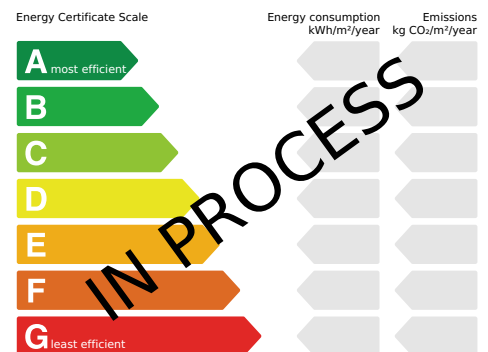 Energy Certificate Scale
Energy consumption
kWh/m²/year
Emissions
kg CO₂/m²/year
A most efficient
B
C
D
E
F
G least efficient
IN PROCESS